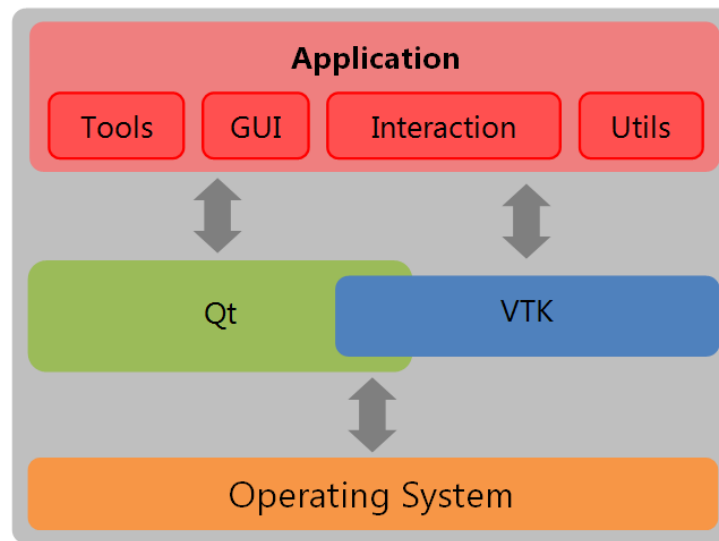 Application
Tools
GUI
Interaction
Utils
Qt
VTK
Operating System